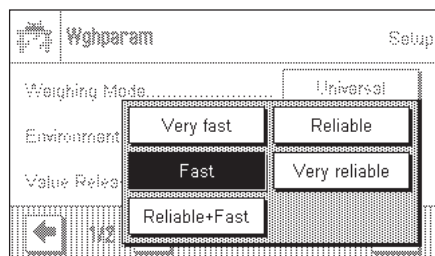 Wghparam Setup
Weighing Mode........................ Universal
Environment
Very fast Reliable
Fast Very reliable
Value Relea
Reliable+Fast
1/2